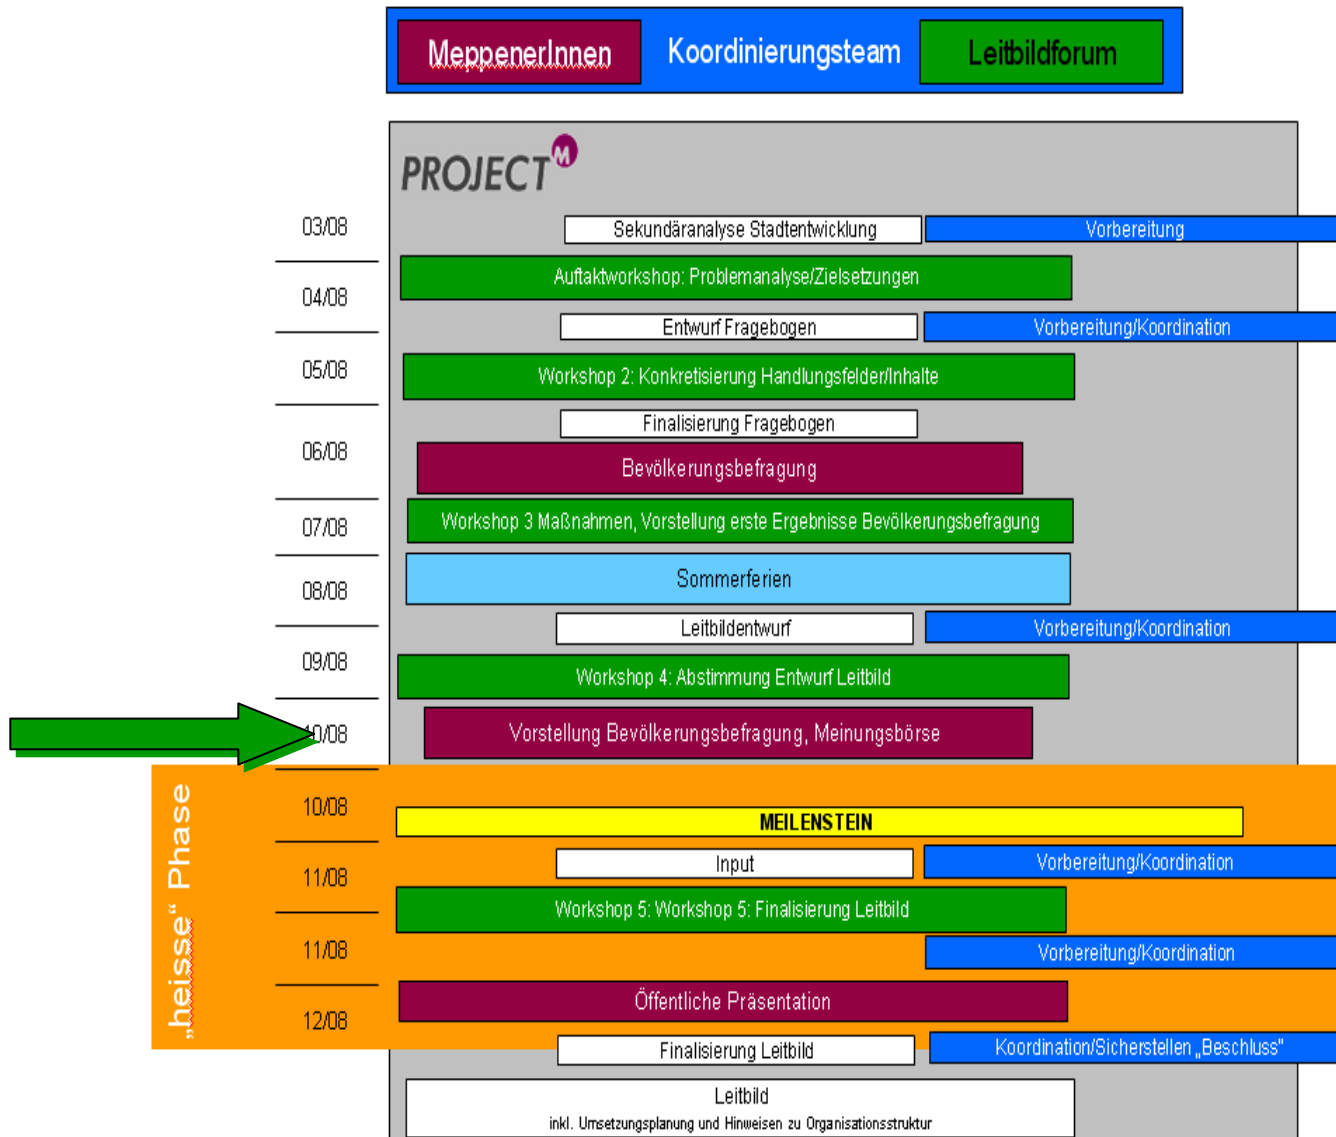 MeppenerInnen Koordinierungsteam Leitbildforum
PROJECT M
03/08 Sekundäranalyse Stadtentwicklung Vorbereitung
Auftaktworkshop: Problemanalyse/Zielsetzungen
04/08
Entwurf Fragebogen Vorbereitung/Koordination
05/08 Workshop 2: Konkretisierung Handlungsfelder/Inhalte
Finalisierung Fragebogen
06/08
Bevölkerungsbefragung
07/08 Workshop 3 Maßnahmen, Vorstellung erste Ergebnisse Bevölkerungsbefragung
08/08 Sommerferien
Leitbildentwurf Vorbereitung/Koordination
09/08 Workshop 4: Abstimmung Entwurf Leitbild
10/08 Vorstellung Bevölkerungsbefragung, Meinungsbörse
„heisse“ Phase
10/08
MEILENSTEIN
Input Vorbereitung/Koordination
11/08
Workshop 5: Workshop 5: Finalisierung Leitbild
11/08 Vorbereitung/Koordination
Öffentliche Präsentation
12/08
Finalisierung Leitbild Koordination/Sicherstellen „Beschluss"
Leitbild
inkl. Umsetzungsplanung und Hinweisen zu Organisationsstruktur